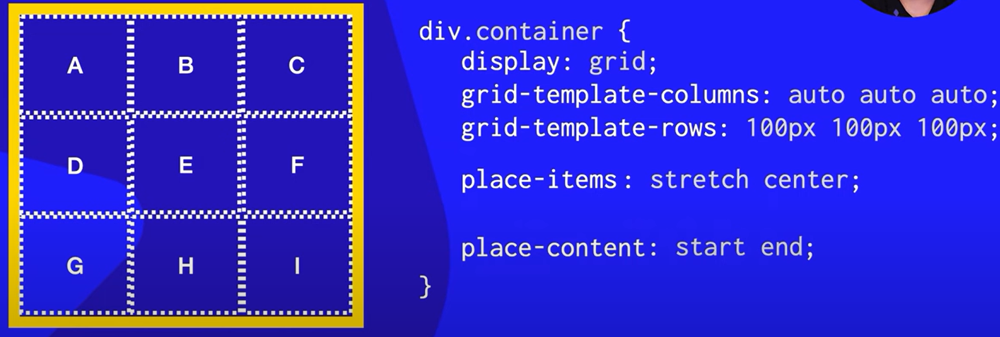 A B C
D E F
G H I
div.container {
display: grid;
grid-template-columns: auto auto auto;
grid-template-rows: 100px 100px 100px;
place-items: stretch center;
place-content: start end;
}